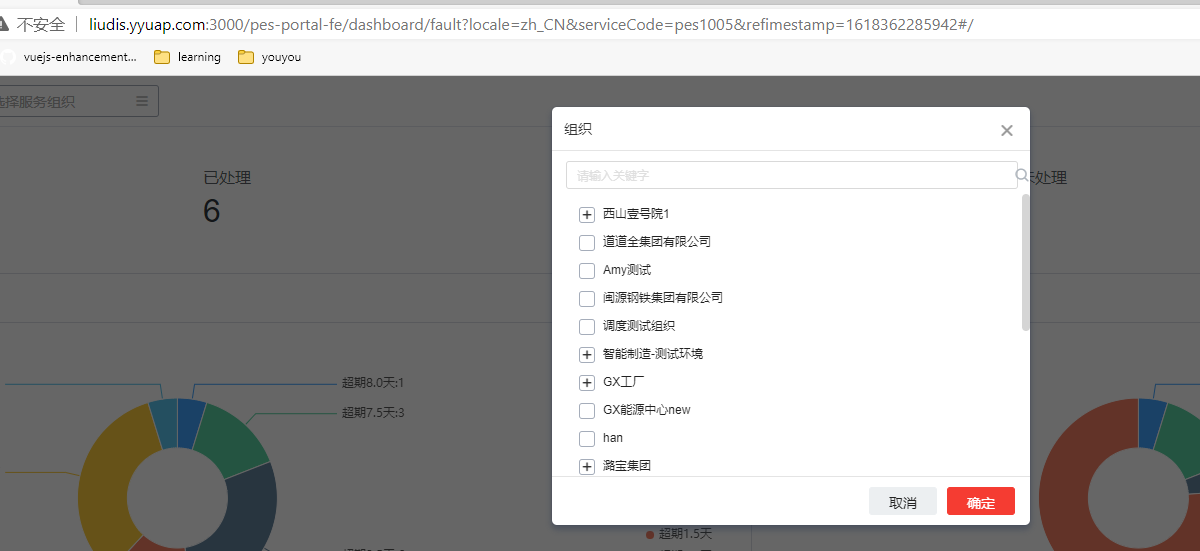 不安全 liudis.yyuap.com:3000/pes-portal-fe/dashboard/fault?locale=zh_CN&serviceCode=pes1005&refimestamp=1618362285942#/
vuejs-enhancement... learning youyou
选择服务组织
组织
请输入关键字
已处理
未处理
6
西山壹号院1
道道全集团有限公司
Amy测试
闽源钢铁集团有限公司
调度测试组织
智能制造-测试环境
GX工厂
GX能源中心new
han
潞宝集团
取消 确定
超期8.0天:1
超期7.5天:3
超期1.5天